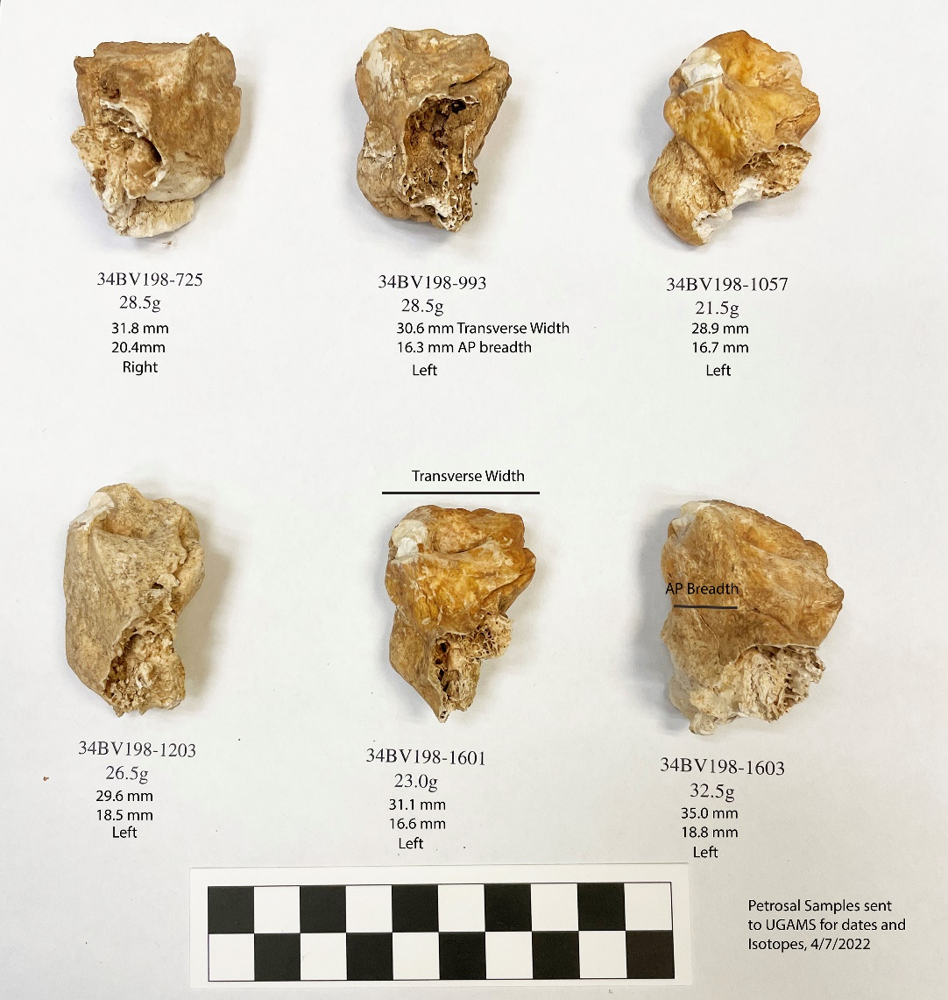 34BV198-725
28.5g
31.8 mm
20.4mm
Right
34BV198-993
28.5g
30.6 mm Transverse Width
16.3 mm AP breadth
Left
34BV198-1057
21.5g
28.9 mm
16.7 mm
Left
34BV198-1203
26.5g
29.6 mm
18.5 mm
Left
Transverse Width
34BV198-1601
23.0g
31.1 mm
16.6 mm
Left
AP Breadth
34BV198-1603
32.5g
35.0 mm
18.8 mm
Left
Petrosal Samples sent
to UGAMS for dates and
Isotopes, 4/7/2022